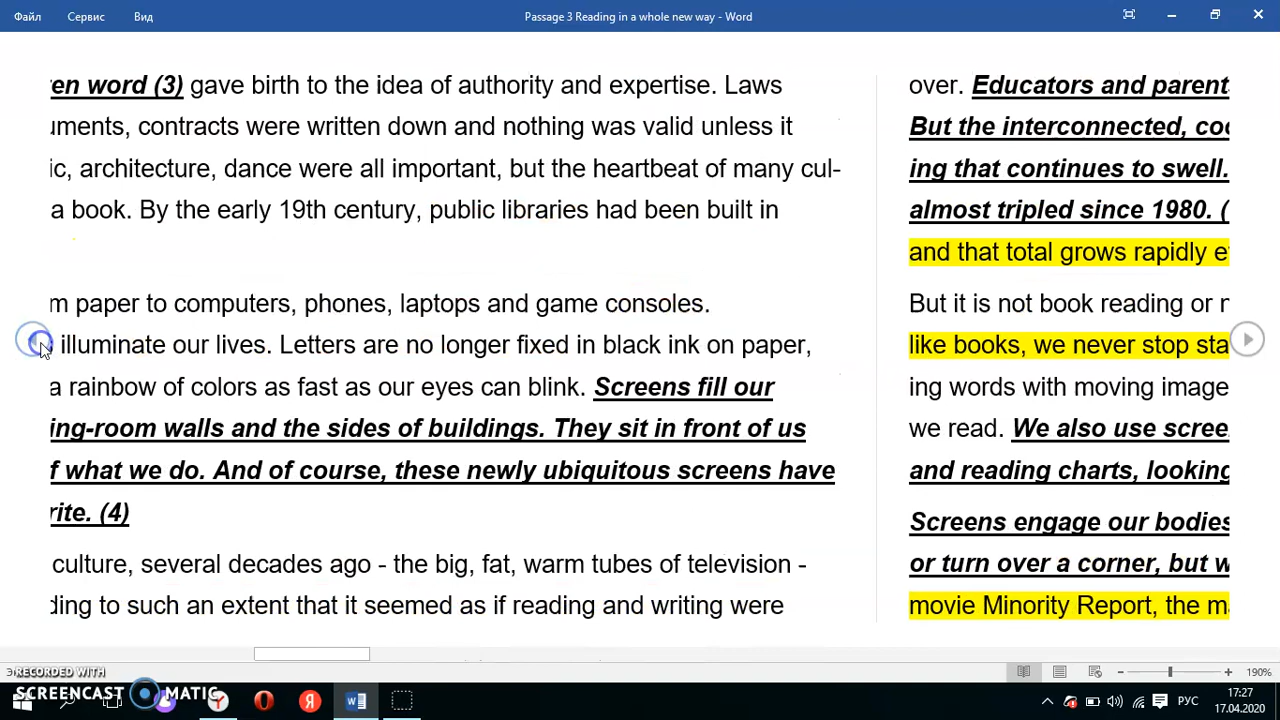 Файл Сервис Вид Passage 3 Reading in a whole new way - Word
word (3) gave birth to the idea of authority and expertise. Laws
contracts were written down and nothing was valid unless it
architecture, dance were all important, but the heartbeat of many cul-
a book. By the early 19th century, public libraries had been built in
paper to computers, phones, laptops and game consoles.
illuminate our lives. Letters are no longer fixed in black ink on paper,
a rainbow of colors as fast as our eyes can blink. Screens fill our
ing-room walls and the sides of buildings. They sit in front of us
f what we do. And of course, these newly ubiquitous screens have
rite. (4)
culture, several decades ago - the big, fat, warm tubes of television -
ding to such an extent that it seemed as if reading and writing were
over. Educators and parent
But the interconnected, coo
ing that continues to swell.
almost tripled since 1980. (
and that total grows rapidly e
But it is not book reading or
like books, we never stop sta
ing words with moving image
we read. We also use scree
and reading charts, looking
Screens engage our bodies
or turn over a corner, but w
movie Minority Report, the ma
190%
RECORDED WITH
SCREENCAST MATIC
РУС
17:27
17.04.2020